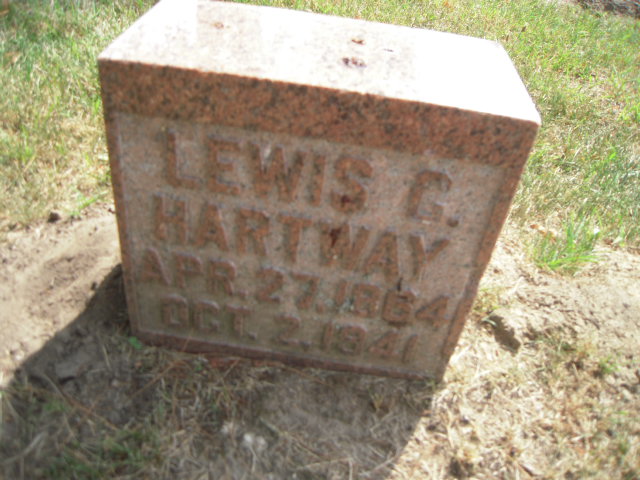 LEWIS C.
HARTWAY
APR. 27, 1864
OCT. 2, 1941